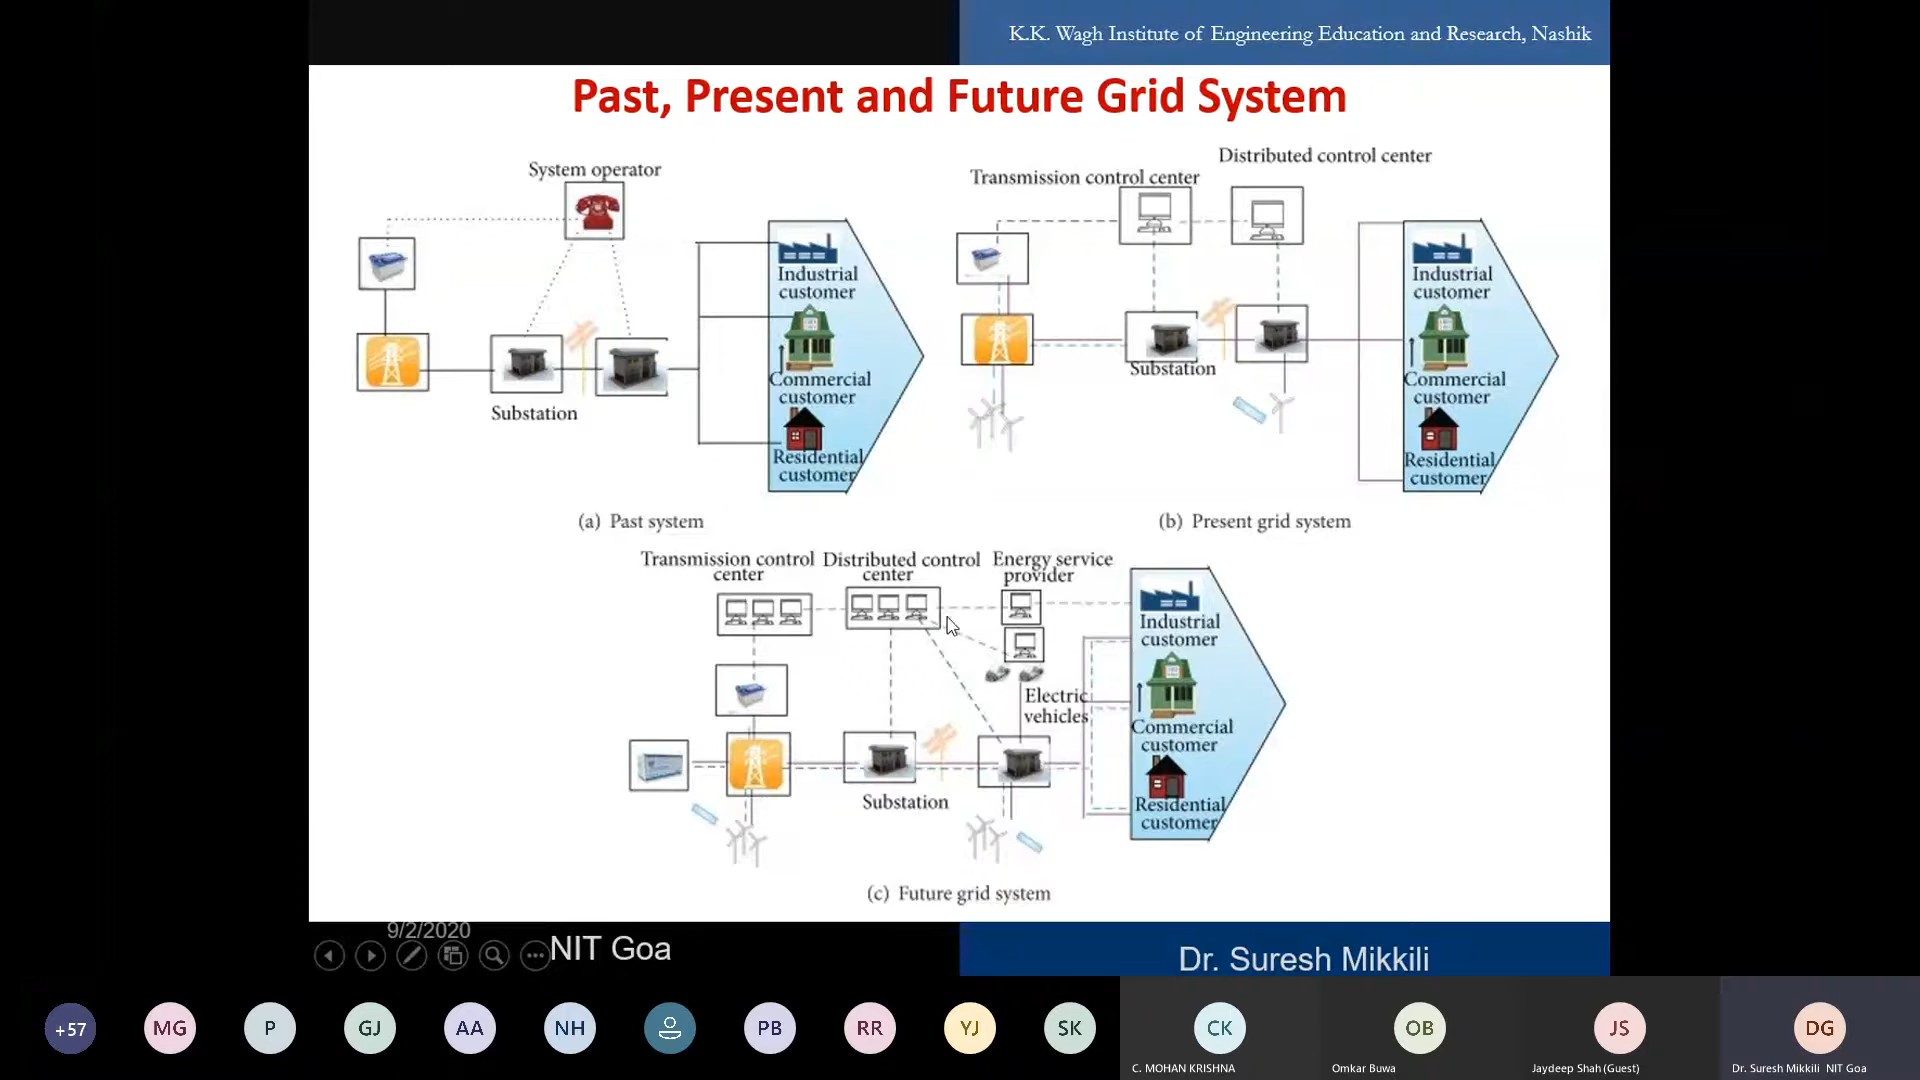 K.K. Wagh Institute of Engineering Education and Research, Nashik
Past, Present and Future Grid System
System operator
Industrial
customer
Commercial
customer
Residential
customer
Substation
(a) Past system
Transmission control center
Distributed control center
Substation
Industrial
customer
Commercial
customer
Residential
customer
(b) Present grid system
Transmission control
center
Distributed control
center
Energy service
provider
Electric
vehicles
Substation
Industrial
customer
Commercial
customer
Residential
customer
(c) Future grid system
9/2/2020
NIT Goa
Dr. Suresh Mikkili
+57
MG
P
GJ
AA
NH
PB
RR
YJ
SK
CK
C. MOHAN KRISHNA
OB
Omkar Buwa
JS
Jaydeep Shah (Guest)
DG
Dr. Suresh Mikkili NIT Goa